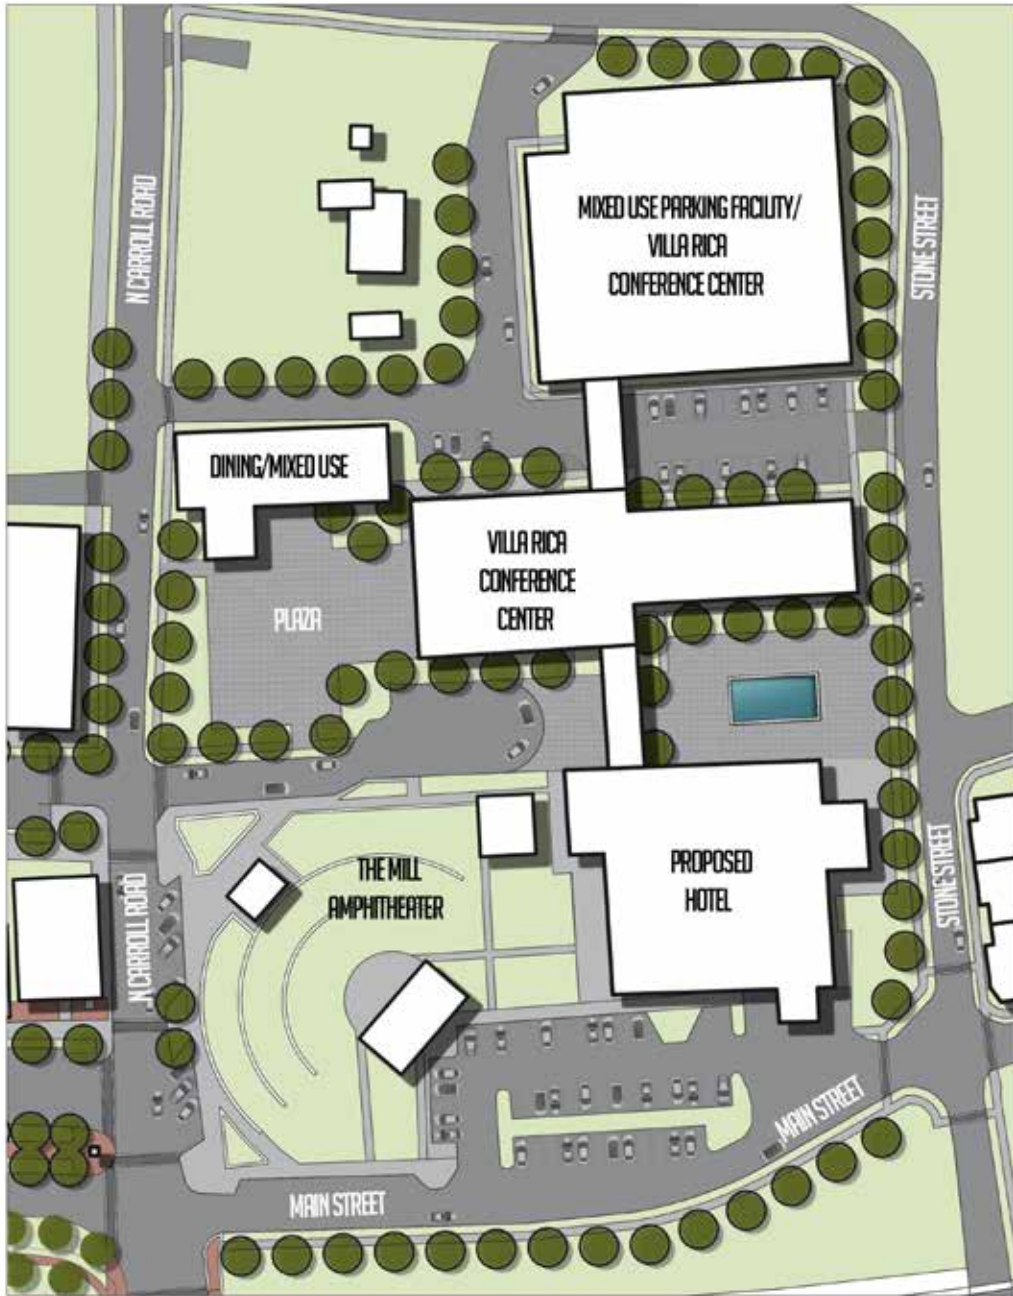 MIXED USE PARKING FACILITY/
VILLA RICA
CONFERENCE CENTER
N CARROLL ROAD
STONE STREET
DINING/MIXED USE
VILLA RICA
CONFERENCE
CENTER
PLAZA
THE MILL
AMPHITHEATER
PROPOSED
HOTEL
STONE STREET
N CARROLL ROAD
MAIN STREET
MAIN STREET